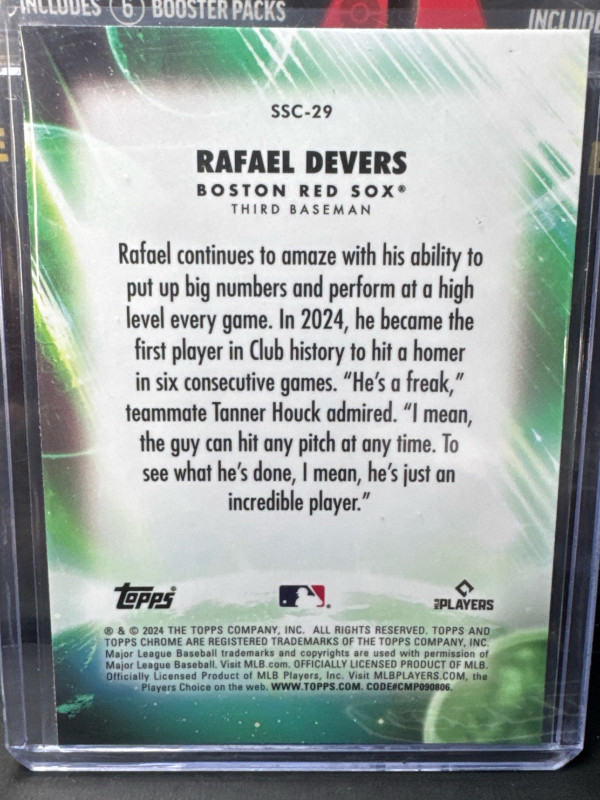 INCLUDES 6 BOOSTER PACKS
INCLUDE
SSC-29
RAFAEL DEVERS
BOSTON RED SOX®
THIRD BASEMAN
Rafael continues to amaze with his ability to
put up big numbers and perform at a high
level every game. In 2024, he became the
first player in Club history to hit a homer
in six consecutive games. “He’s a freak,”
teammate Tanner Houck admired. “I mean,
the guy can hit any pitch at any time. To
see what he’s done, I mean, he’s just an
incredible player.”
Topps®
MLB PLAYERS
® & © 2024 THE TOPPS COMPANY, INC. ALL RIGHTS RESERVED. TOPPS AND
TOPPS CHROME ARE REGISTERED TRADEMARKS OF THE TOPPS COMPANY, INC.
Major League Baseball trademarks and copyrights are used with permission of
Major League Baseball. Visit MLB.com. OFFICIALLY LICENSED PRODUCT OF MLB.
Officially Licensed Product of MLB Players, Inc. Visit MLBPLAYERS.COM, the
Players Choice on the web. WWW.TOPPS.COM. CODE#CMP090806.